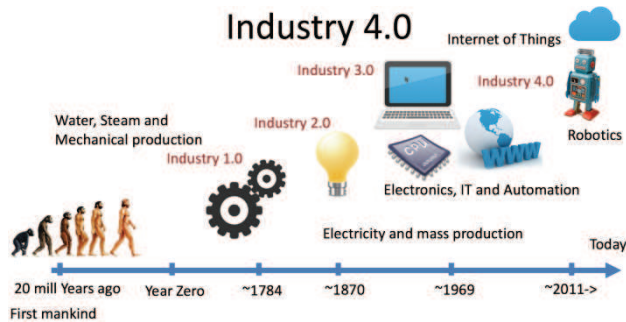 Industry 4.0
Internet of Things
Industry 3.0
Industry 4.0
Water, Steam and
Mechanical production
Industry 2.0
Industry 1.0
Robotics
CPU
WWW
Electronics, IT and Automation
Electricity and mass production
Today
20 mill Years ago
Year Zero
~1784
~1870
~1969
~2011->
First mankind